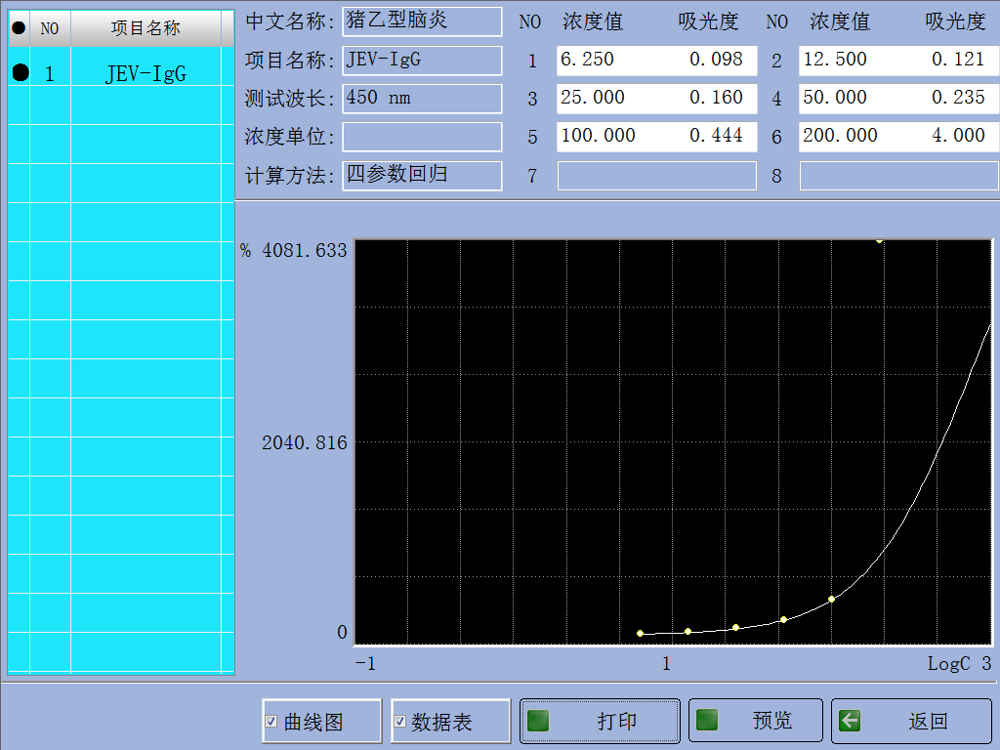 NO 项目名称
1 JEV-IgG
中文名称: 猪乙型脑炎
项目名称: JEV-IgG
测试波长: 450 nm
浓度单位:
计算方法: 四参数回归
NO 浓度值 吸光度 NO 浓度值 吸光度
1 6.250 0.098 2 12.500 0.121
3 25.000 0.160 4 50.000 0.235
5 100.000 0.444 6 200.000 4.000
7 8
% 4081.633
2040.816
0
-1 1 LogC 3
曲线图 数据表 打印 预览 返回